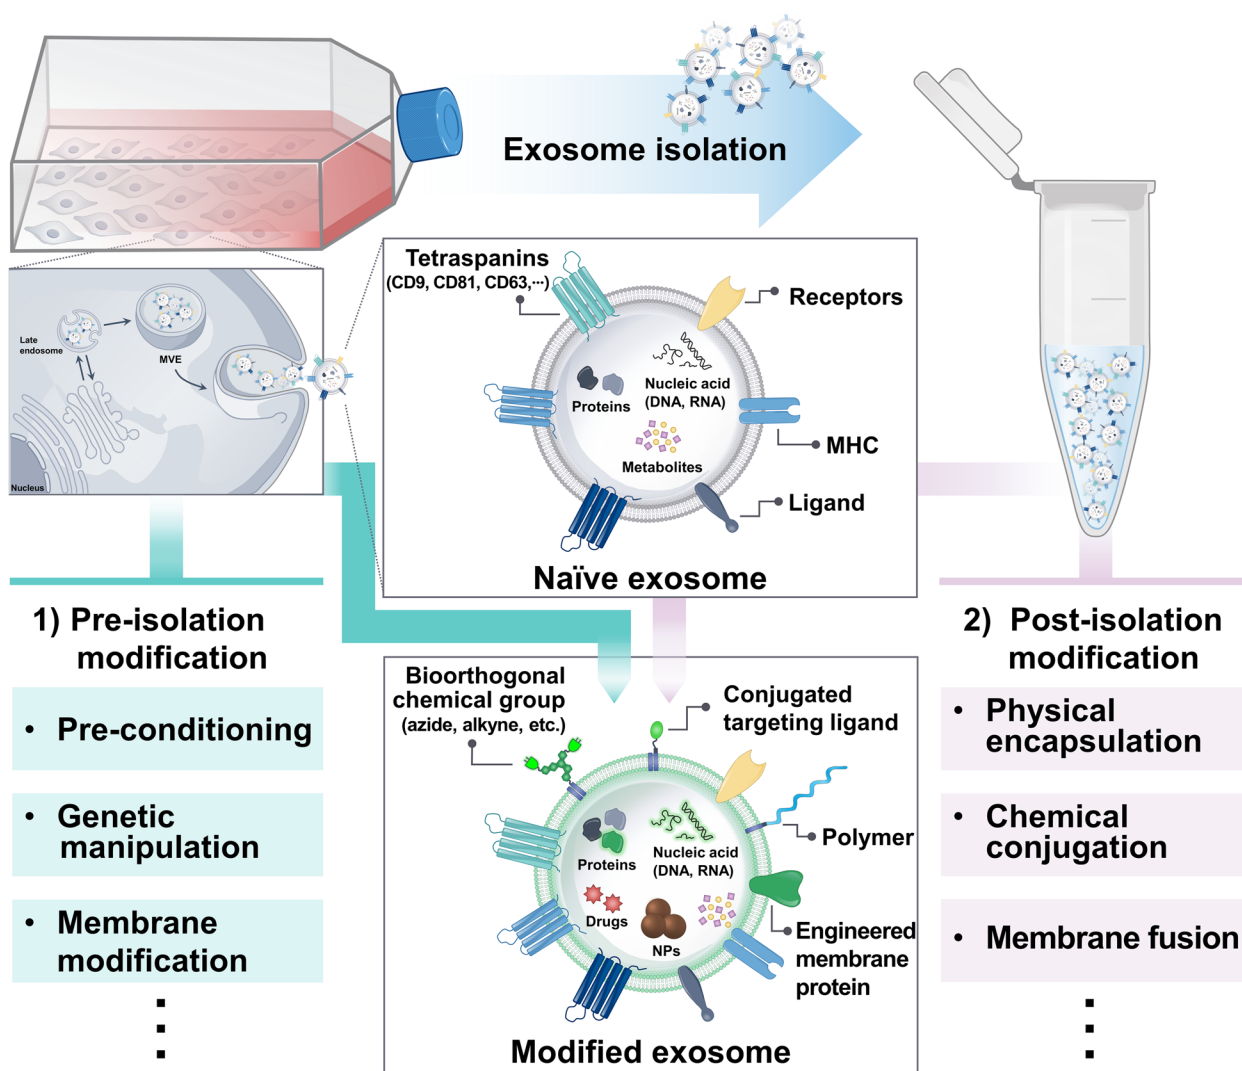 Exosome isolation
Late
endosome
MVE
Nucleus
Tetraspanins
(CD9, CD81, CD63,···)
Receptors
Proteins
Nucleic acid
(DNA, RNA)
Metabolites
MHC
Ligand
Naïve exosome
1) Pre-isolation
modification
• Pre-conditioning
• Genetic
manipulation
• Membrane
modification
Bioorthogonal
chemical group
(azide, alkyne, etc.)
Conjugated
targeting ligand
Polymer
Proteins
Nucleic acid
(DNA, RNA)
Drugs
NPs
Engineered
membrane
protein
Modified exosome
2) Post-isolation
modification
• Physical
encapsulation
• Chemical
conjugation
• Membrane fusion